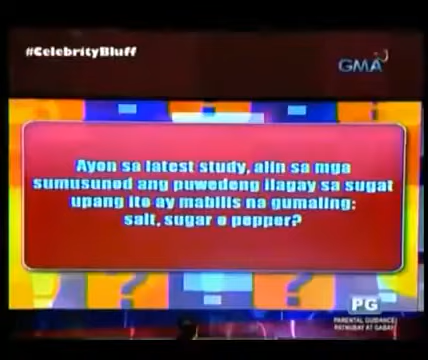 #CelebrityBluff
GMA
Ayon sa latest study, alin sa mga
sumusunod ang puwedeng ilagay sa sugat
upang ito ay mabilis na gumaling:
salt, sugar o pepper?
PG
PARENTAL GUIDANCE
PATNUBAY AT GABAY